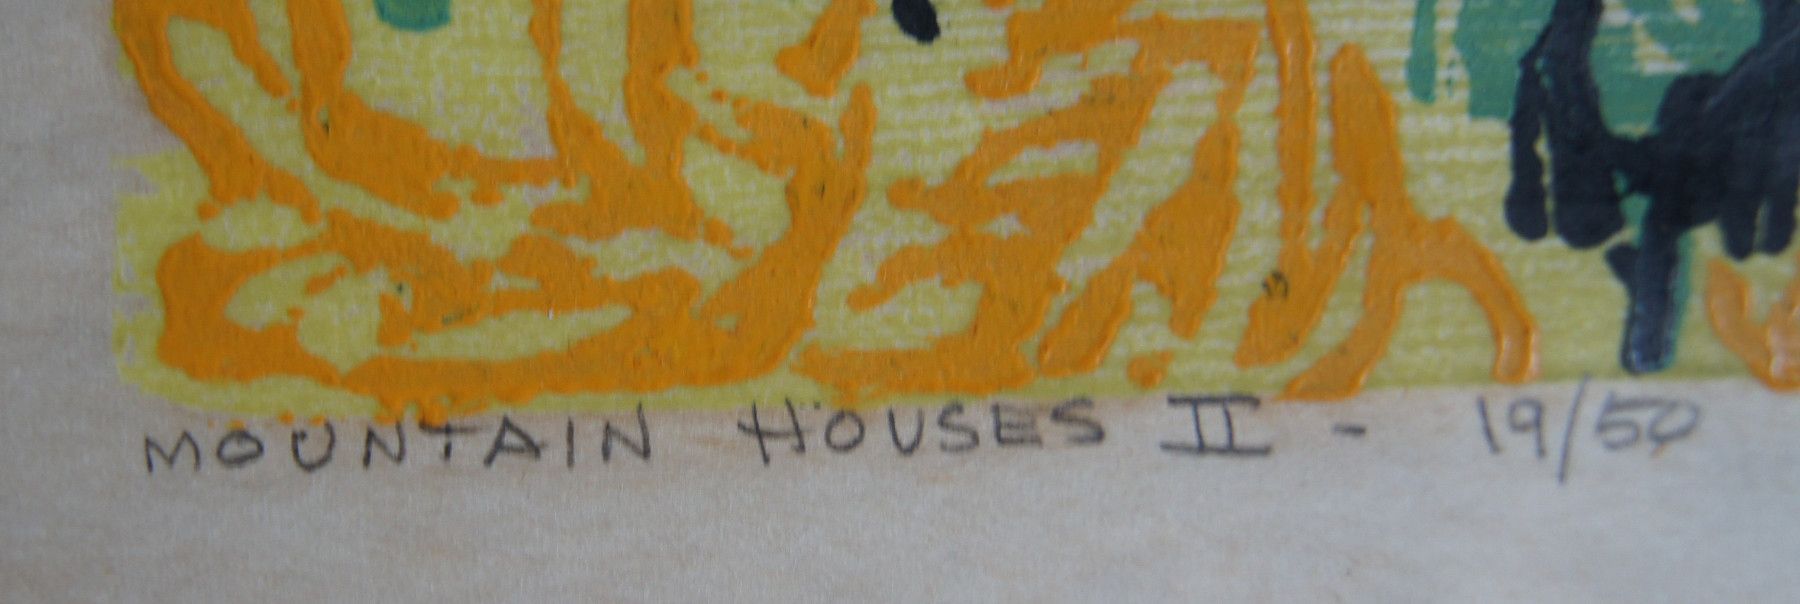 MOUNTAIN HOUSES II - 19/50